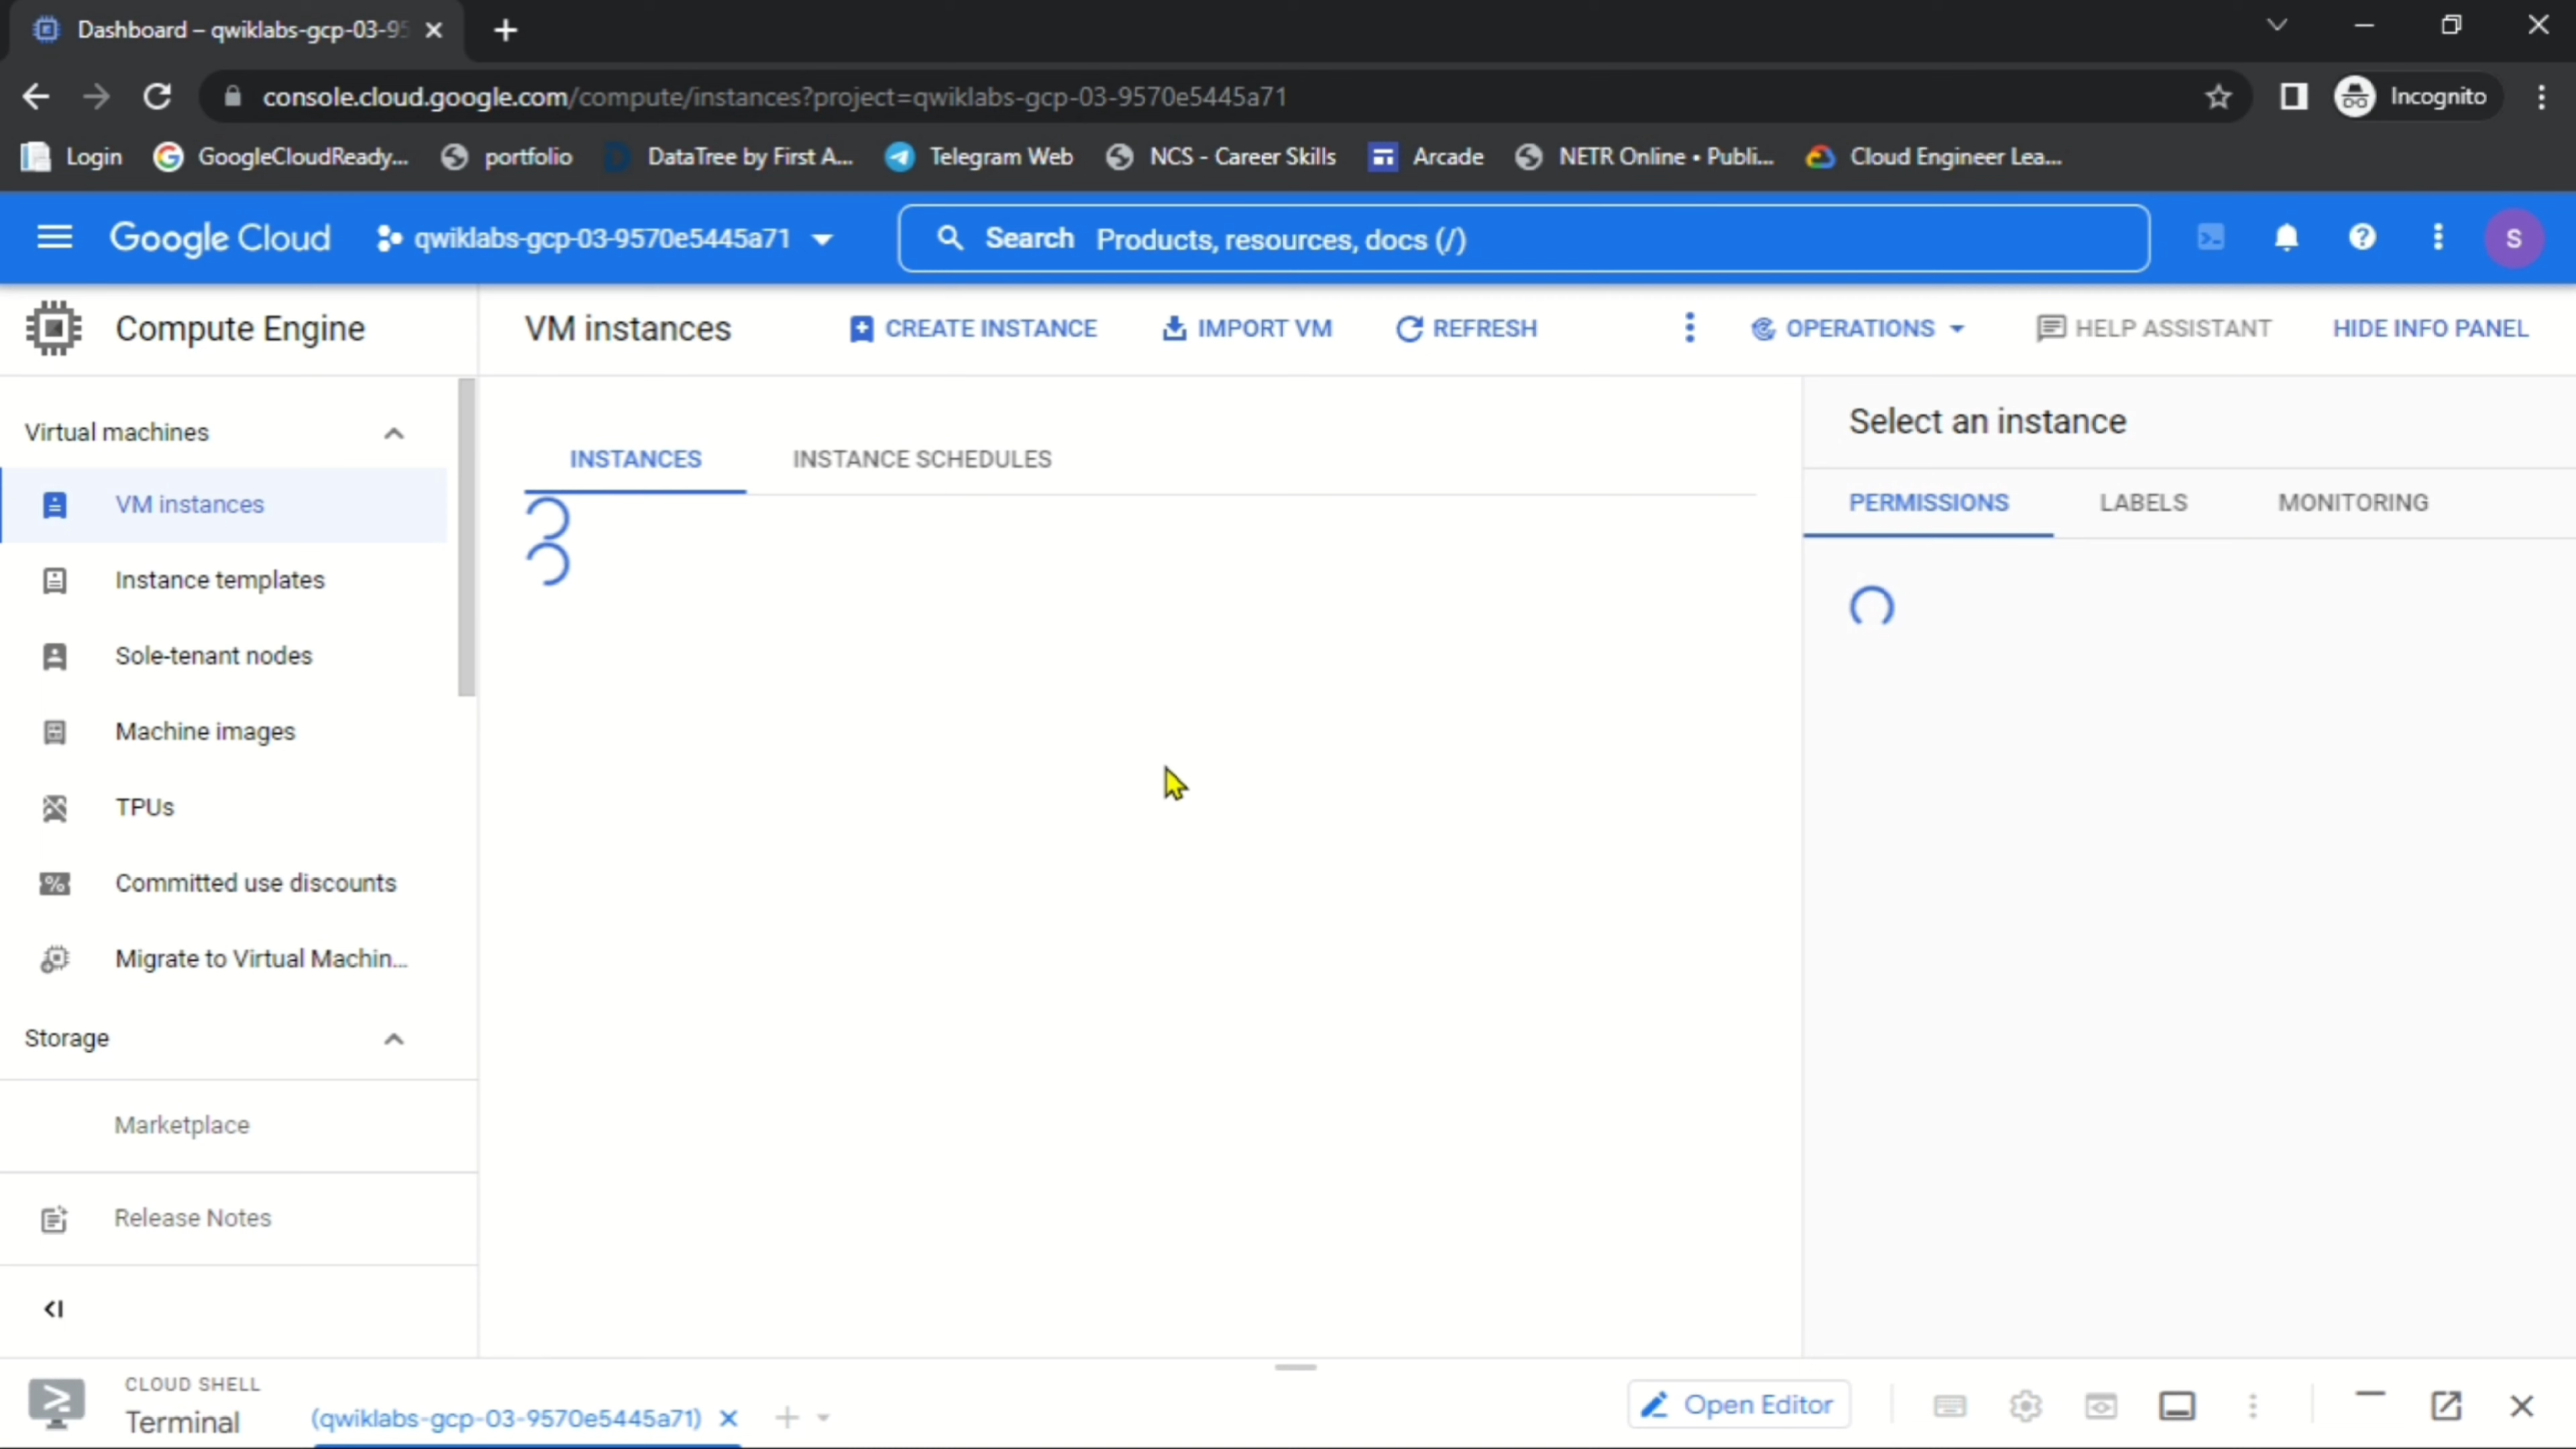 Dashboard – qwiklabs-gcp-03-95
console.cloud.google.com/compute/instances?project=qwiklabs-gcp-03-9570e5445a71
Incognito
Login GoogleCloudReady... portfolio DataTree by First A... Telegram Web NCS - Career Skills Arcade NETR Online • Publi... Cloud Engineer Lea...
Google Cloud qwiklabs-gcp-03-9570e5445a71 Search Products, resources, docs (/) S
Compute Engine
VM instances CREATE INSTANCE IMPORT VM REFRESH OPERATIONS HELP ASSISTANT HIDE INFO PANEL
Virtual machines
VM instances
Instance templates
Sole-tenant nodes
Machine images
TPUs
Committed use discounts
Migrate to Virtual Machin...
Storage
Marketplace
Release Notes
INSTANCES INSTANCE SCHEDULES
Select an instance
PERMISSIONS LABELS MONITORING
CLOUD SHELL
Terminal (qwiklabs-gcp-03-9570e5445a71) Open Editor